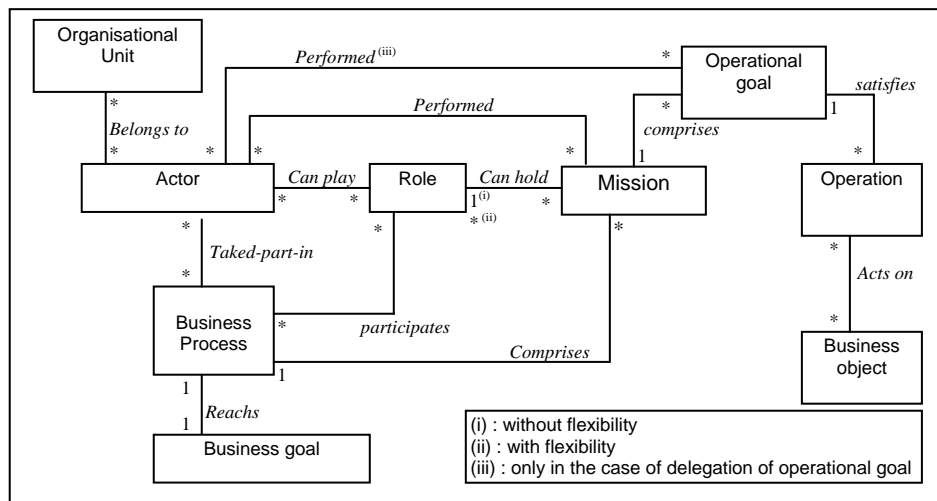 Organisational
Unit
Performed (iii)
*
Operational
goal
satisfies
*
Performed
*
1
*
Belongs to
comprises
*
*
*
*
1
*
Actor
Can play
Role
Can hold
Mission
Operation
*
*
1(i)
*
*
*
*(ii)
*
*
Taked-part-in
Acts on
*
Business
Process
*
participates
*
Comprises
Business
object
1
1
Reachs
1
(i) : without flexibility
(ii) : with flexibility
(iii) : only in the case of delegation of operational goal
Business goal